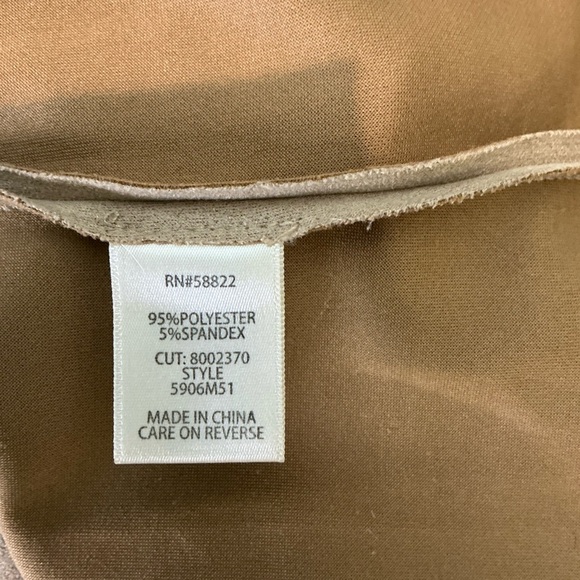 RN#58822
95%POLYESTER
5%SPANDEX
CUT: 8002370
STYLE
5906M51
MADE IN CHINA
CARE ON REVERSE